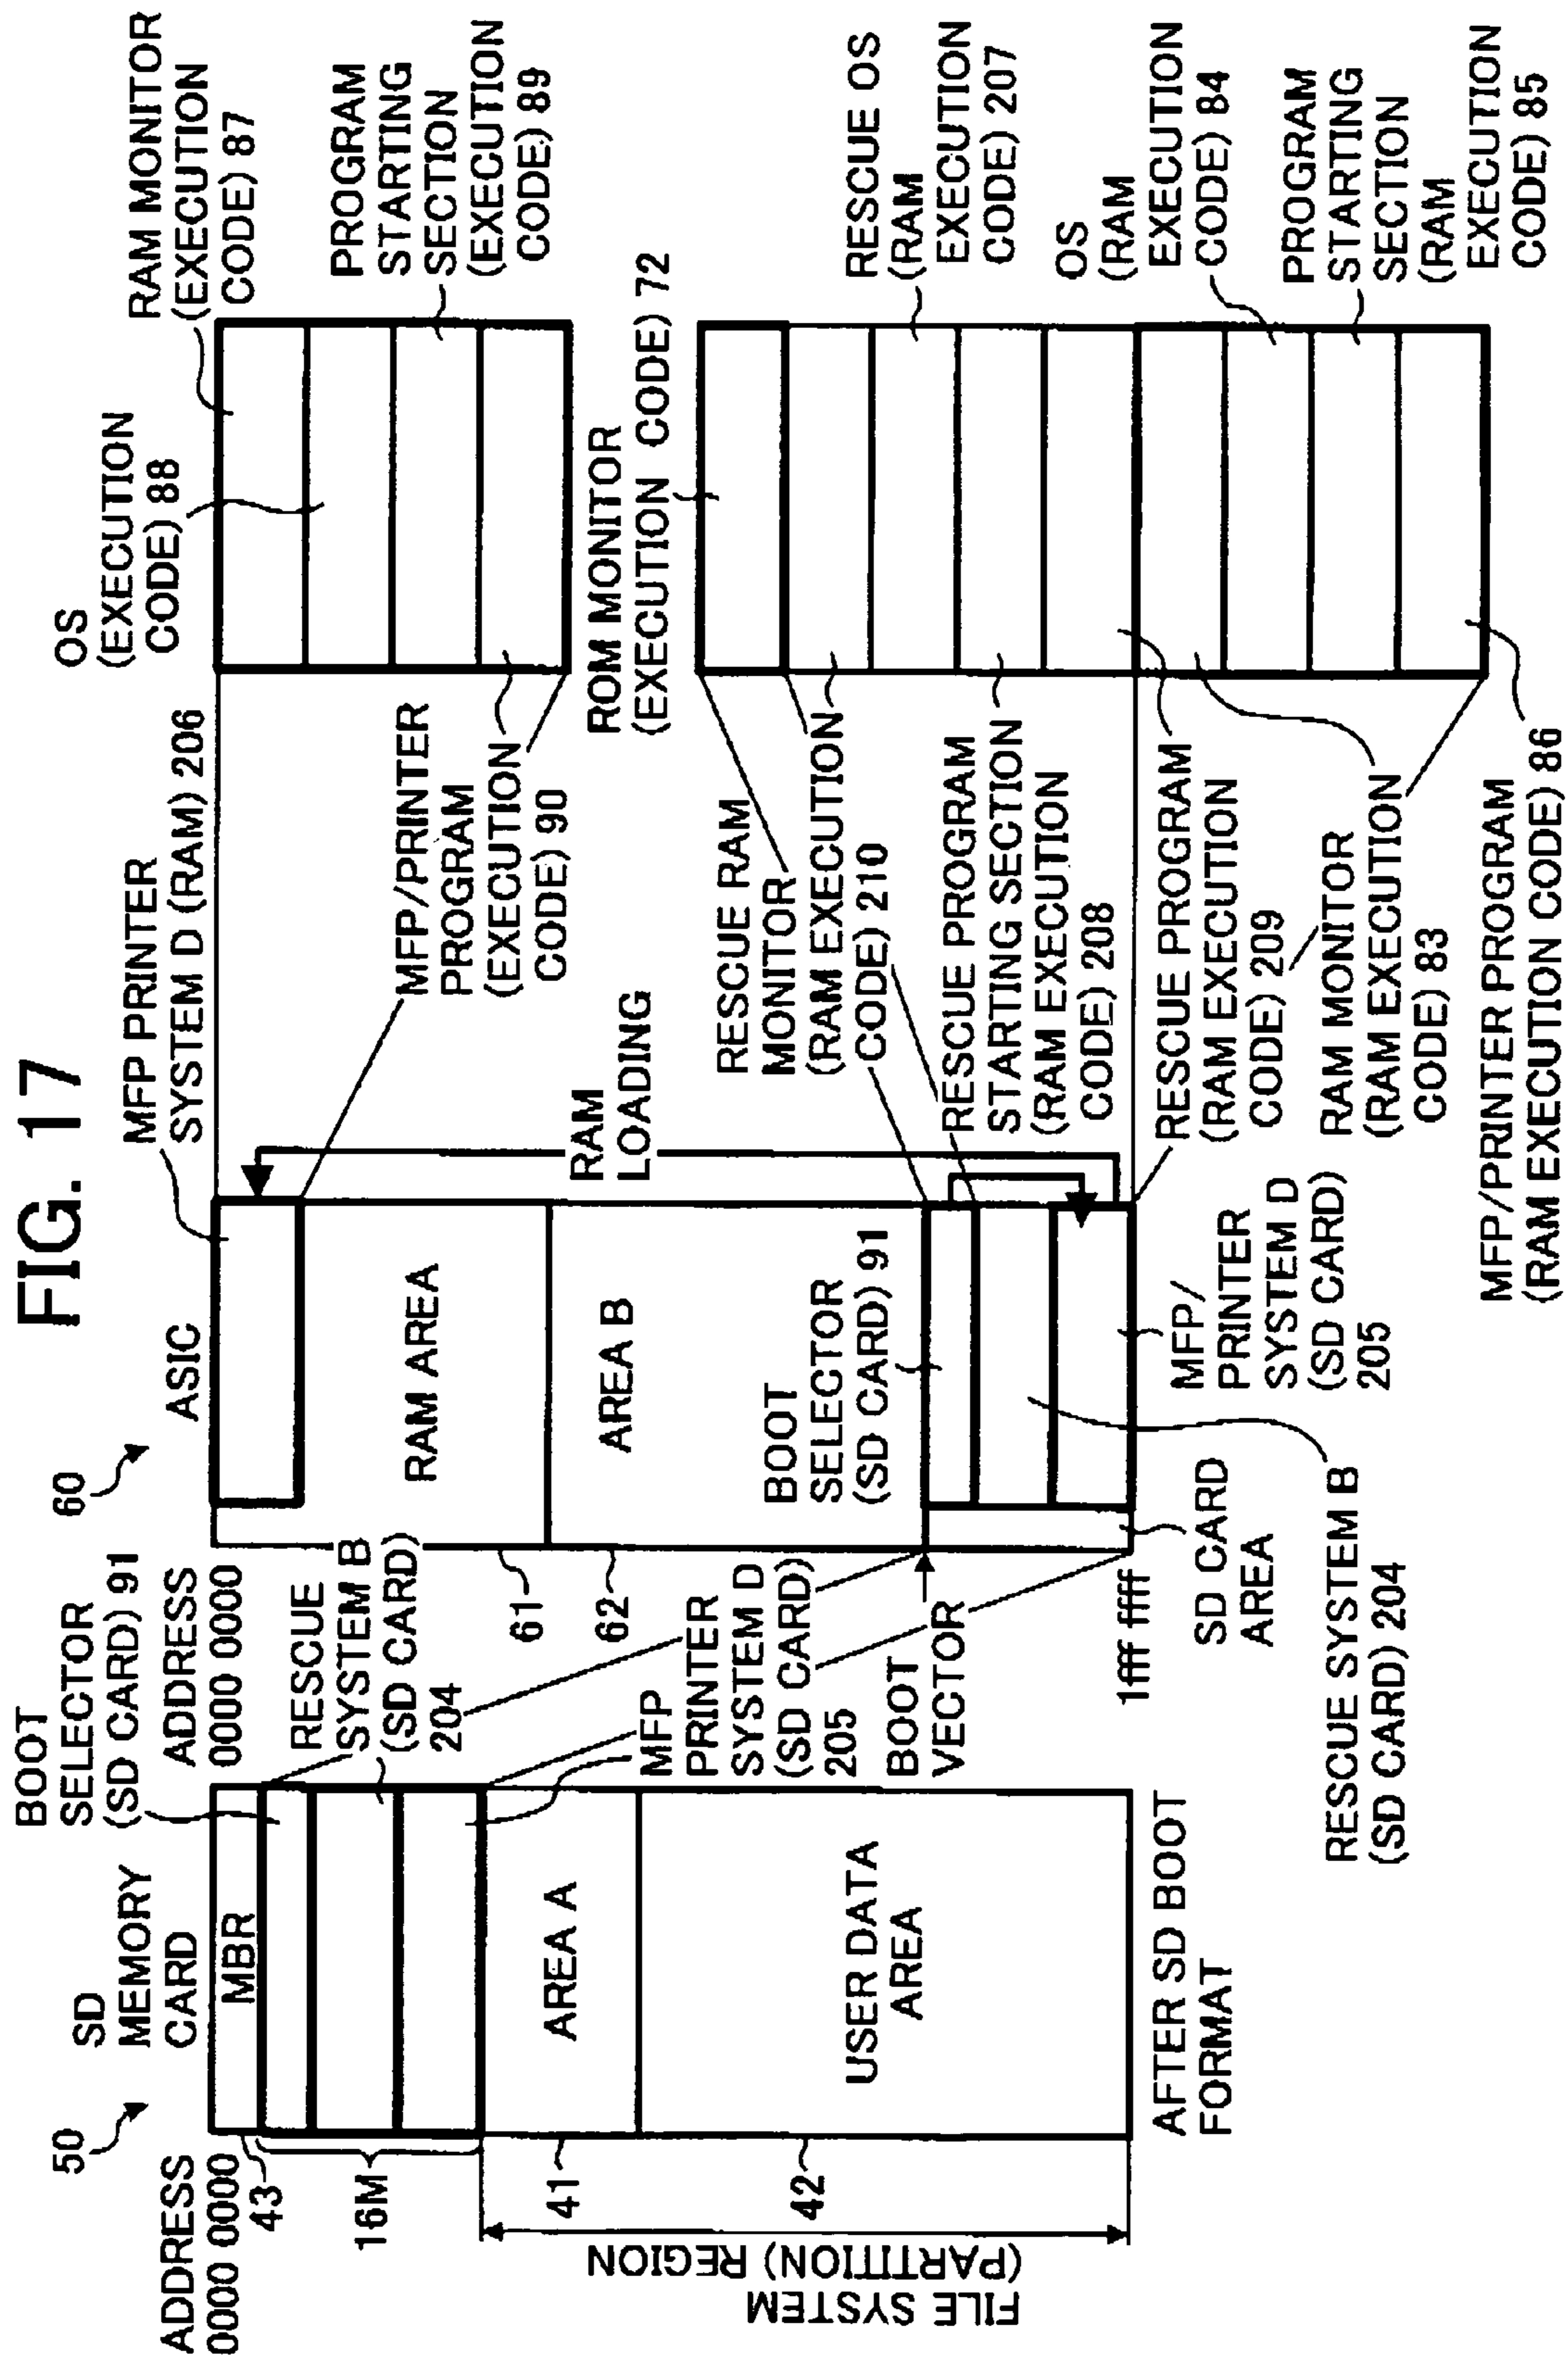 FIG. 17
50
SD
MEMORY
CARD
ADDRESS
0000 0000
43
16M
41
42
FILE SYSTEM
(PARTITION) REGION
MBR
AREA A
USER DATA
AREA
AFTER SD BOOT
FORMAT
BOOT
SELECTOR
(SD CARD) 91
RESCUE
SYSTEM B
(SD CARD)
204
MFP
PRINTER
SYSTEM D
(SD CARD)
205
60
ASIC
ADDRESS
0000 0000
61
62
BOOT
VECTOR
1fff ffff
RAM AREA
AREA B
BOOT
SELECTOR
(SD CARD) 91
SD CARD
AREA
RESCUE SYSTEM B
(SD CARD) 204
MFP/
PRINTER
SYSTEM D
(SD CARD)
205
MFP PRINTER
SYSTEM D (RAM) 206
RAM
LOADING
OS
(EXECUTION
CODE) 88
RAM MONITOR
(EXECUTION
CODE) 87
PROGRAM
STARTING
SECTION
(EXECUTION
CODE) 89
MFP/PRINTER
PROGRAM
(EXECUTION
CODE) 90
ROM MONITOR
(EXECUTION CODE) 72
RESCUE RAM
MONITOR
(RAM EXECUTION
CODE) 210
RESCUE OS
(RAM
EXECUTION
CODE) 207
RESCUE PROGRAM
STARTING SECTION
(RAM EXECUTION
CODE) 208
RESCUE PROGRAM
(RAM EXECUTION
CODE) 209
RAM MONITOR
(RAM EXECUTION
CODE) 83
OS
(RAM
EXECUTION
CODE) 84
PROGRAM
STARTING
SECTION
(RAM
EXECUTION
CODE) 85
MFP/PRINTER PROGRAM
(RAM EXECUTION CODE) 86